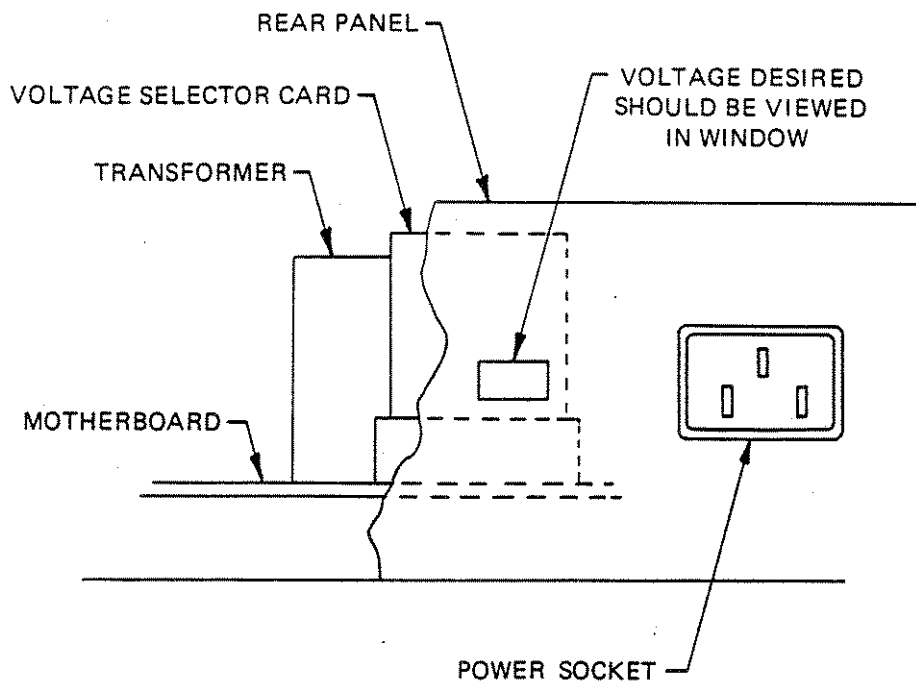 REAR PANEL
VOLTAGE SELECTOR CARD
VOLTAGE DESIRED
SHOULD BE VIEWED
IN WINDOW
TRANSFORMER
MOTHERBOARD
POWER SOCKET